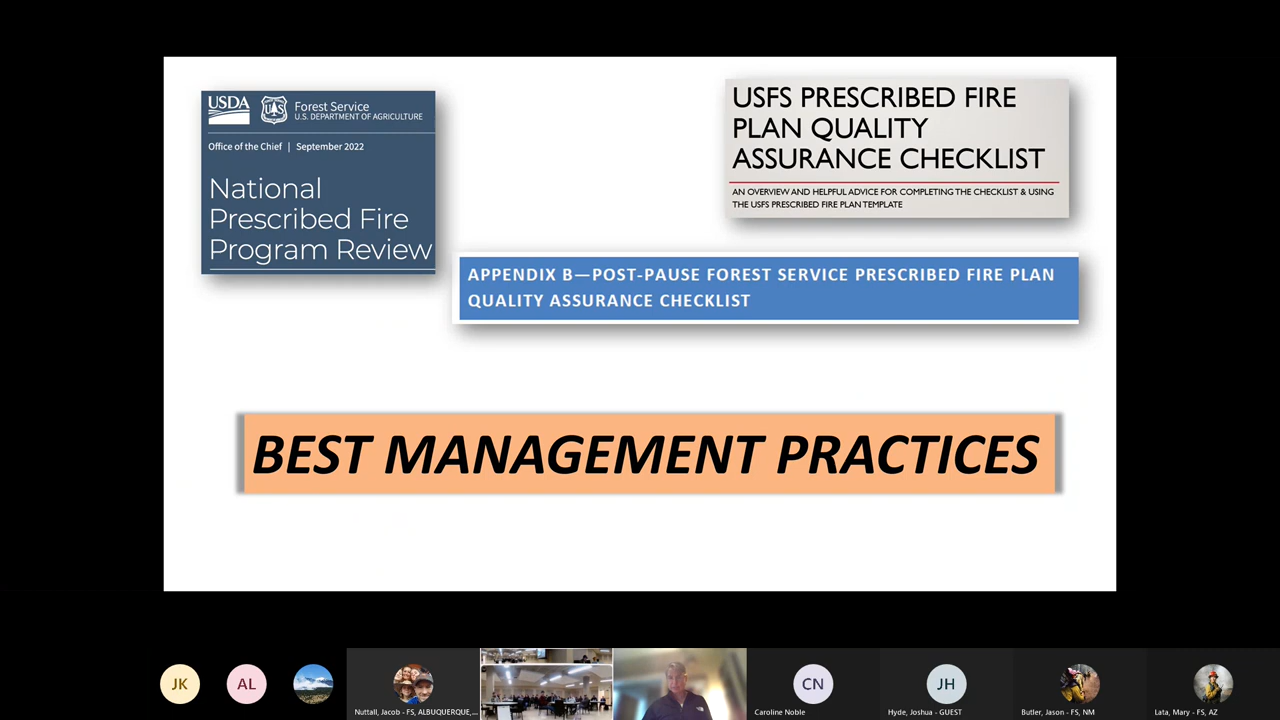 USDA
Forest Service
U.S. DEPARTMENT OF AGRICULTURE
Office of the Chief | September 2022
National
Prescribed Fire
Program Review
USFS PRESCRIBED FIRE
PLAN QUALITY
ASSURANCE CHECKLIST
AN OVERVIEW AND HELPFUL ADVICE FOR COMPLETING THE CHECKLIST & USING
THE USFS PRESCRIBED FIRE PLAN TEMPLATE
APPENDIX B—POST-PAUSE FOREST SERVICE PRESCRIBED FIRE PLAN
QUALITY ASSURANCE CHECKLIST
BEST MANAGEMENT PRACTICES
JK
AL
Nuttall, Jacob - FS, ALBUQUERQUE,...
CN
Caroline Noble
JH
Hyde, Joshua - GUEST
Butler, Jason - FS, NM
Lata, Mary - FS, AZ